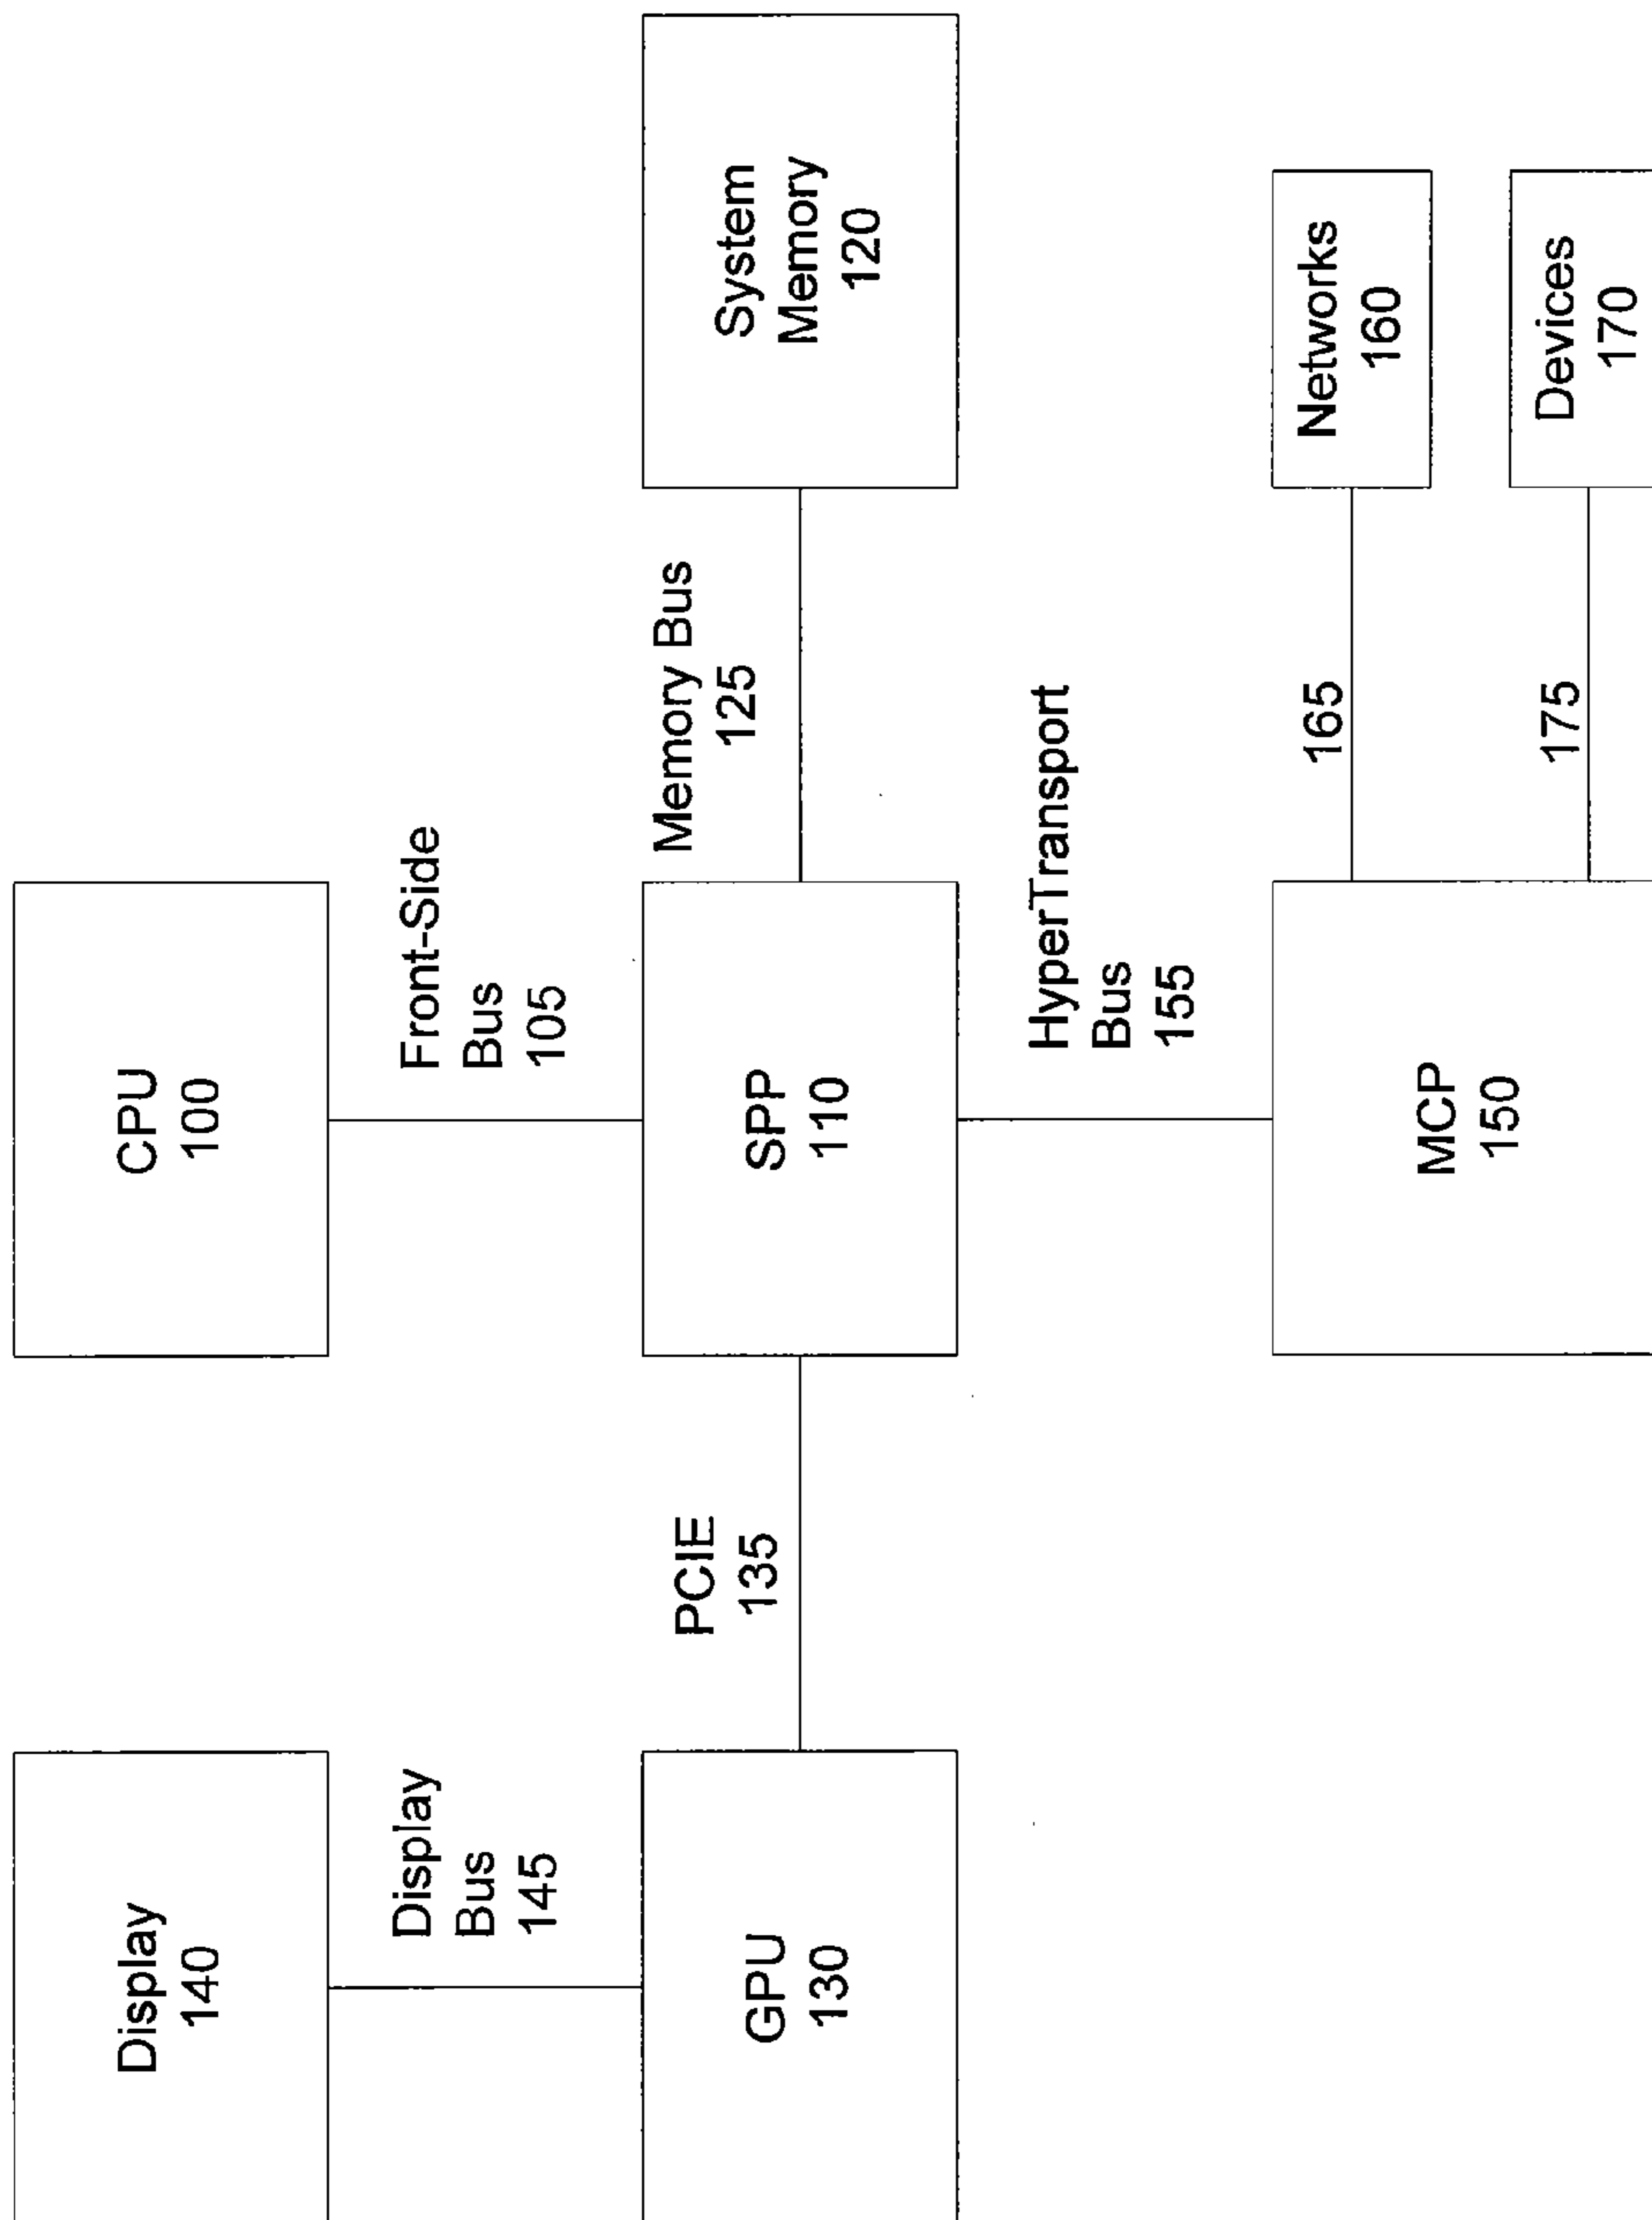 Display
140
CPU
100
Display
Bus
145
Front-Side
Bus
105
GPU
130
PCIE
135
SPP
110
Memory Bus
125
System
Memory
120
HyperTransport
Bus
155
MCP
150
165
Networks
160
175
Devices
170